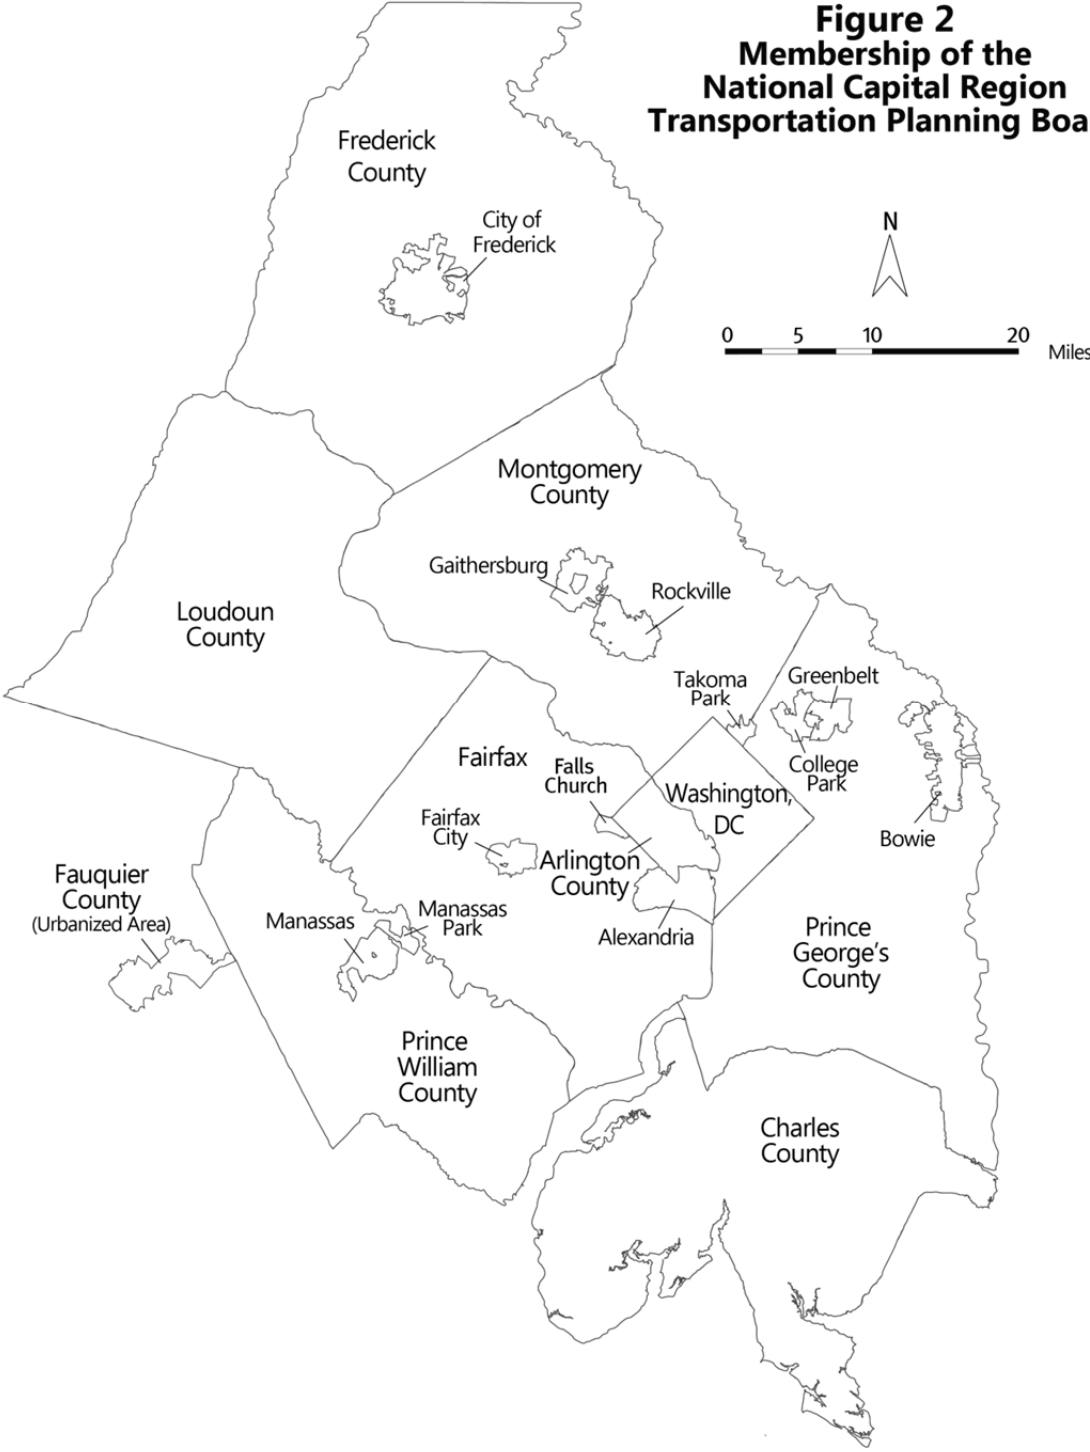 Figure 2
Membership of the
National Capital Region
Transportation Planning Boa
Frederick
County
City of
Frederick
N
0 5 10 20
Miles
Montgomery
County
Gaithersburg
Rockville
Loudoun
County
Takoma
Park
Greenbelt
College
Park
Bowie
Fairfax
Falls
Church
Washington,
DC
Fairfax
City
Arlington
County
Alexandria
Fauquier
County
(Urbanized Area)
Manassas
Manassas
Park
Prince
George's
County
Prince
William
County
Charles
County